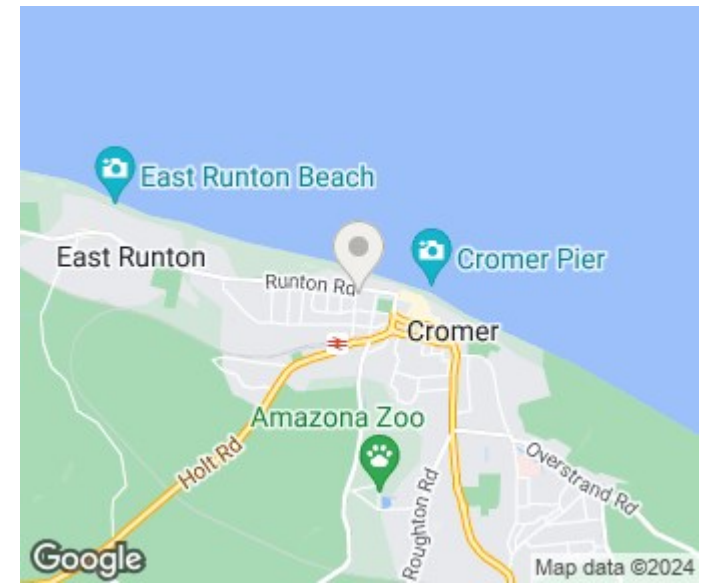 East Runton Beach
East Runton
Cromer Pier
Runton Rd
Cromer
Amazona Zoo
Holt Rd
Overstrand Rd
Roughton Rd
Google
Map data ©2024